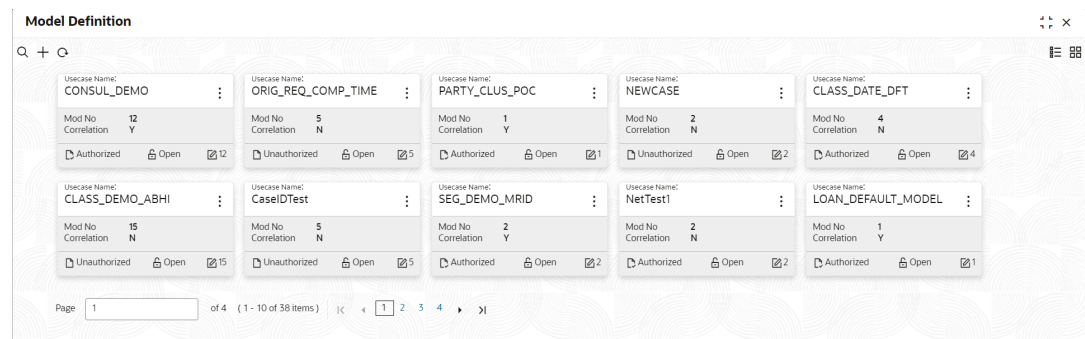 Model Definition
Usecase Name:
CONSUL_DEMO
Mod No 12
Correlation Y
Authorized Open 12
Usecase Name:
ORIG_REQ_COMP_TIME
Mod No 5
Correlation N
Unauthorized Open 5
Usecase Name:
PARTY_CLUS_POC
Mod No 1
Correlation Y
Authorized Open 1
Usecase Name:
NEWCASE
Mod No 2
Correlation N
Unauthorized Open 2
Usecase Name:
CLASS_DATE_DFT
Mod No 4
Correlation N
Authorized Open 4
Usecase Name:
CLASS_DEMO_ABHI
Mod No 15
Correlation N
Unauthorized Open 15
Usecase Name:
CaseIDTest
Mod No 5
Correlation N
Unauthorized Open 5
Usecase Name:
SEG_DEMO_MRID
Mod No 2
Correlation Y
Authorized Open 2
Usecase Name:
NetTest1
Mod No 2
Correlation N
Authorized Open 2
Usecase Name:
LOAN_DEFAULT_MODEL
Mod No 1
Correlation Y
Authorized Open 1
Page 1 of 4 ( 1 - 10 of 38 items ) 1 2 3 4